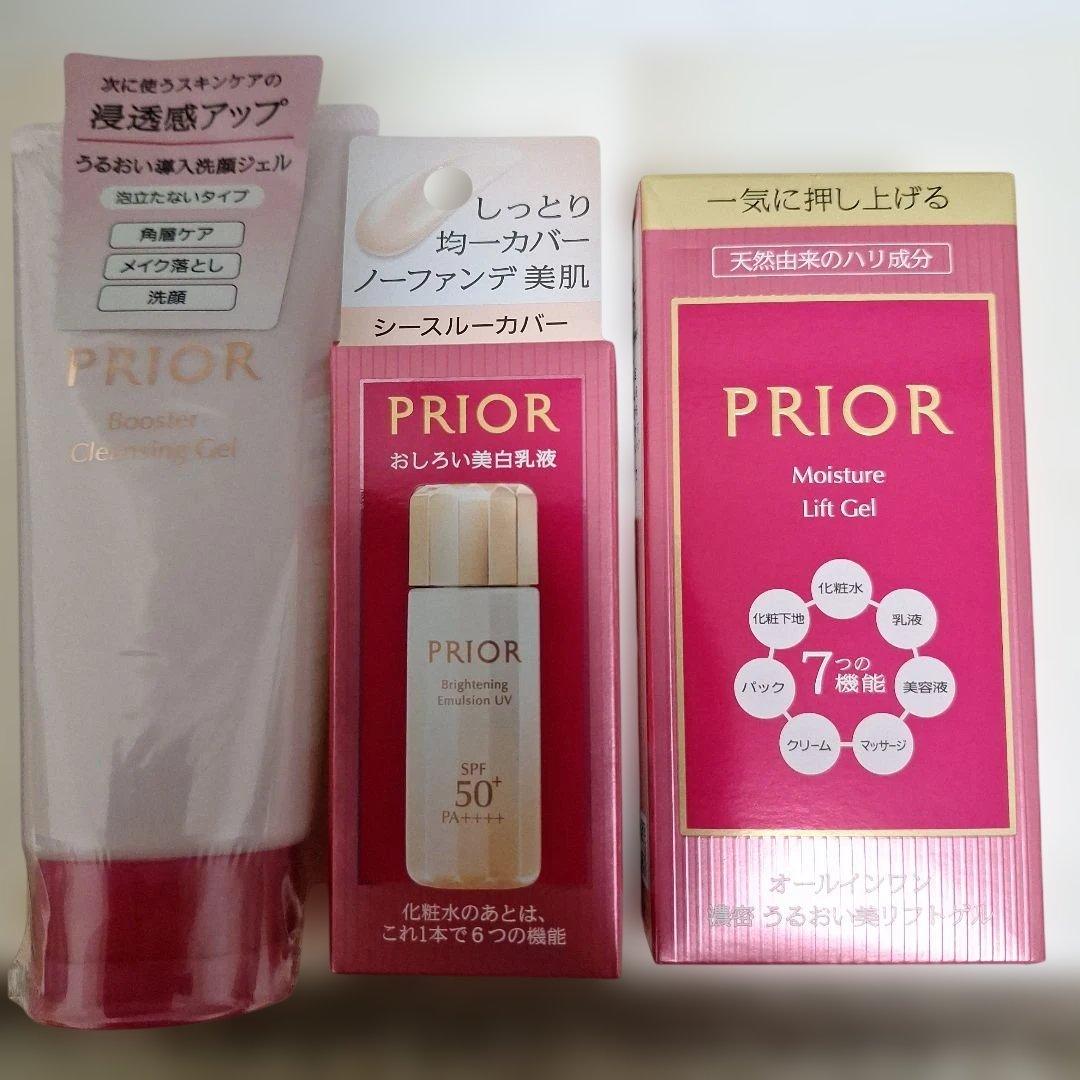 次に使うスキンケアの
浸透感アップ
うるおい導入洗顔ジェル
泡立たないタイプ
角層ケア
メイク落とし
洗顔
PRIOR
Booster
Cleansing Gel
しっとり
均一カバー
ノーファンデ 美肌
シースルーカバー
PRIOR
おしろい美白乳液
PRIOR
Brightening
Emulsion UV
SPF
50+
PA++++
化粧水のあとは、
これ1本で6つの機能
一気に押し上げる
天然由来のハリ成分
PRIOR
Moisture
Lift Gel
化粧水
乳液
美容液
マッサージ
クリーム
パック
化粧下地
7つの
機能
オールインワン
濃密 うるおい美リフトゲル